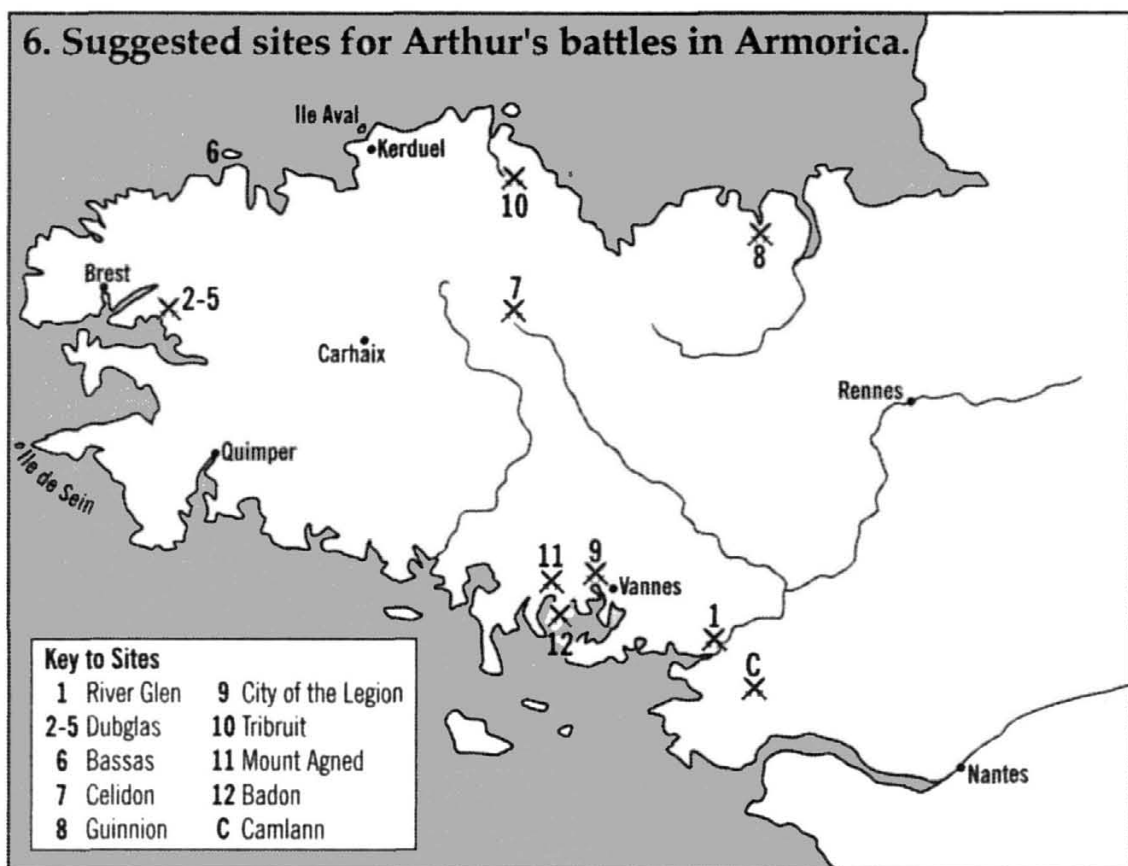 6. Suggested sites for Arthur's battles in Armorica.
Ile Aval
Kerduel
6
10
8
Brest
2-5
7
Carhaix
Rennes
Quimper
Ile de Sein
11
9
Vannes
12
1
C
Nantes
Key to Sites
1 River Glen
2-5 Dubglas
6 Bassas
7 Celidon
8 Guinnion
9 City of the Legion
10 Tribruit
11 Mount Agned
12 Badon
C Camlann